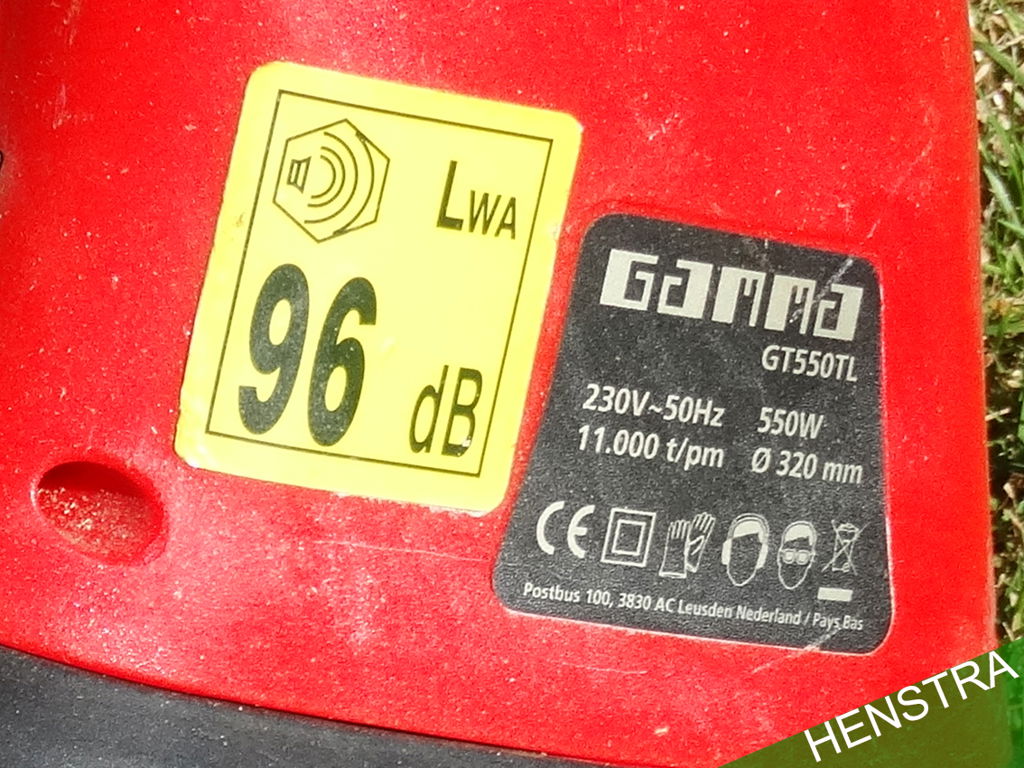 LWA
96 dB
GAMMA
GT550TL
230V~50Hz 550W
11.000 t/pm Ø 320 mm
CE
Postbus 100, 3830 AC Leusden Nederland / Pays Bas
HENSTRA